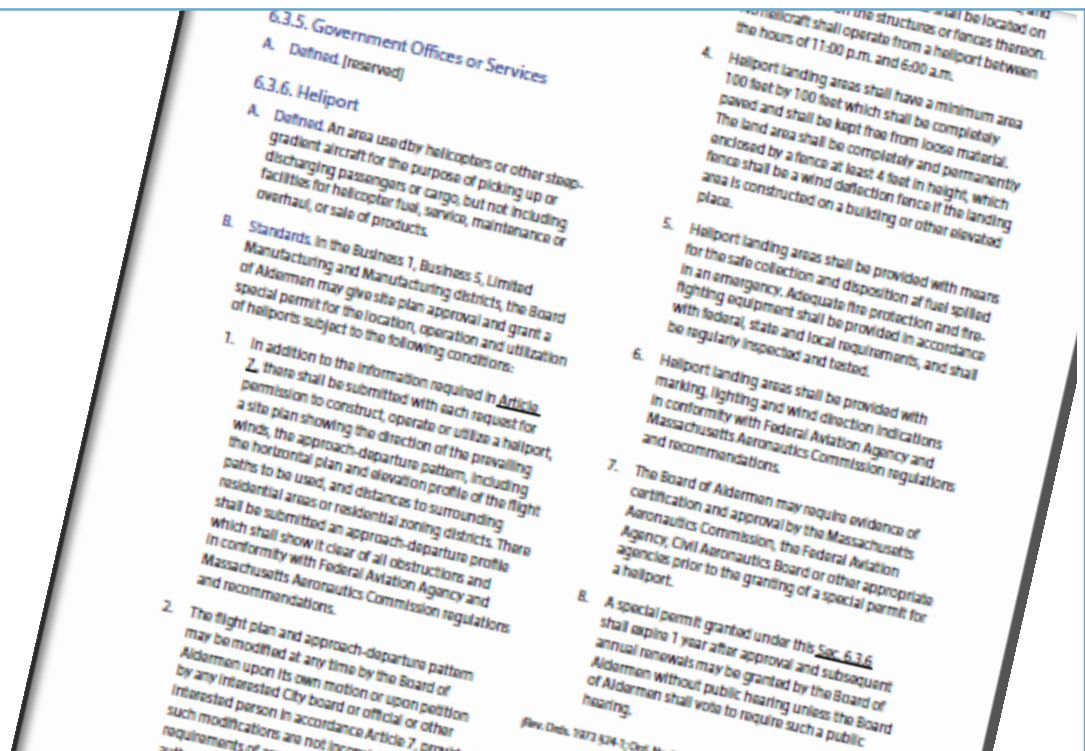 6.3.5. Government Offices or Services
A. Defined. [reserved]
6.3.6. Heliport
A. Defined. An area used by helicopters or other steep-
gradient aircraft for the purpose of picking up or
discharging passengers or cargo, but not including
facilities for helicopter fuel, service, maintenance or
overhaul, or sale of products.
B. Standards. In the Business 1, Business 5, Limited
Manufacturing and Manufacturing districts, the Board
of Aldermen may give site plan approval and grant a
special permit for the location, operation and utilization
of heliports subject to the following conditions:
1. In addition to the information required in Article
7, there shall be submitted with each request for
permission to construct, operate or utilize a heliport,
a site plan showing the direction of the prevailing
winds, the approach-departure pattern, including
the horizontal plan and elevation profile of the flight
paths to be used, and distances to surrounding
residential areas or residential zoning districts. There
shall be submitted an approach-departure profile
which shall show it clear of all obstructions and
in conformity with Federal Aviation Agency and
Massachusetts Aeronautics Commission regulations
and recommendations.
2. The flight plan and approach-departure pattern
may be modified at any time by the Board of
Aldermen upon its own motion or upon petition
by any interested City board or official or other
interested person in accordance Article 7,
such modifications are not
requirements of
shall be located on
on the structures or fences thereon.
No helicraft shall operate from a heliport between
the hours of 11:00 p.m. and 6:00 a.m.
4. Heliport landing areas shall have a minimum area
100 feet by 100 feet which shall be completely
paved and shall be kept free from loose material.
The land area shall be completely and permanently
enclosed by a fence at least 4 feet in height, which
fence shall be a wind deflection fence if the landing
area is constructed on a building or other elevated
place.
5. Heliport landing areas shall be provided with means
for the safe collection and disposition of fuel spilled
in an emergency. Adequate fire protection and fire-
fighting equipment shall be provided in accordance
with federal, state and local requirements, and shall
be regularly inspected and tested.
6. Heliport landing areas shall be provided with
marking, lighting and wind direction indications
in conformity with Federal Aviation Agency and
Massachusetts Aeronautics Commission regulations
and recommendations.
7. The Board of Aldermen may require evidence of
certification and approval by the Massachusetts
Aeronautics Commission, the Federal Aviation
Agency, Civil Aeronautics Board or other appropriate
agencies prior to the granting of a special permit for
a heliport.
8. A special permit granted under this Sec. 6.3.6
shall expire 1 year after approval and subsequent
annual renewals may be granted by the Board of
Aldermen without public hearing unless the Board
of Aldermen shall vote to require such a public
hearing.
(Rev. Ords. 1973 §24-1;